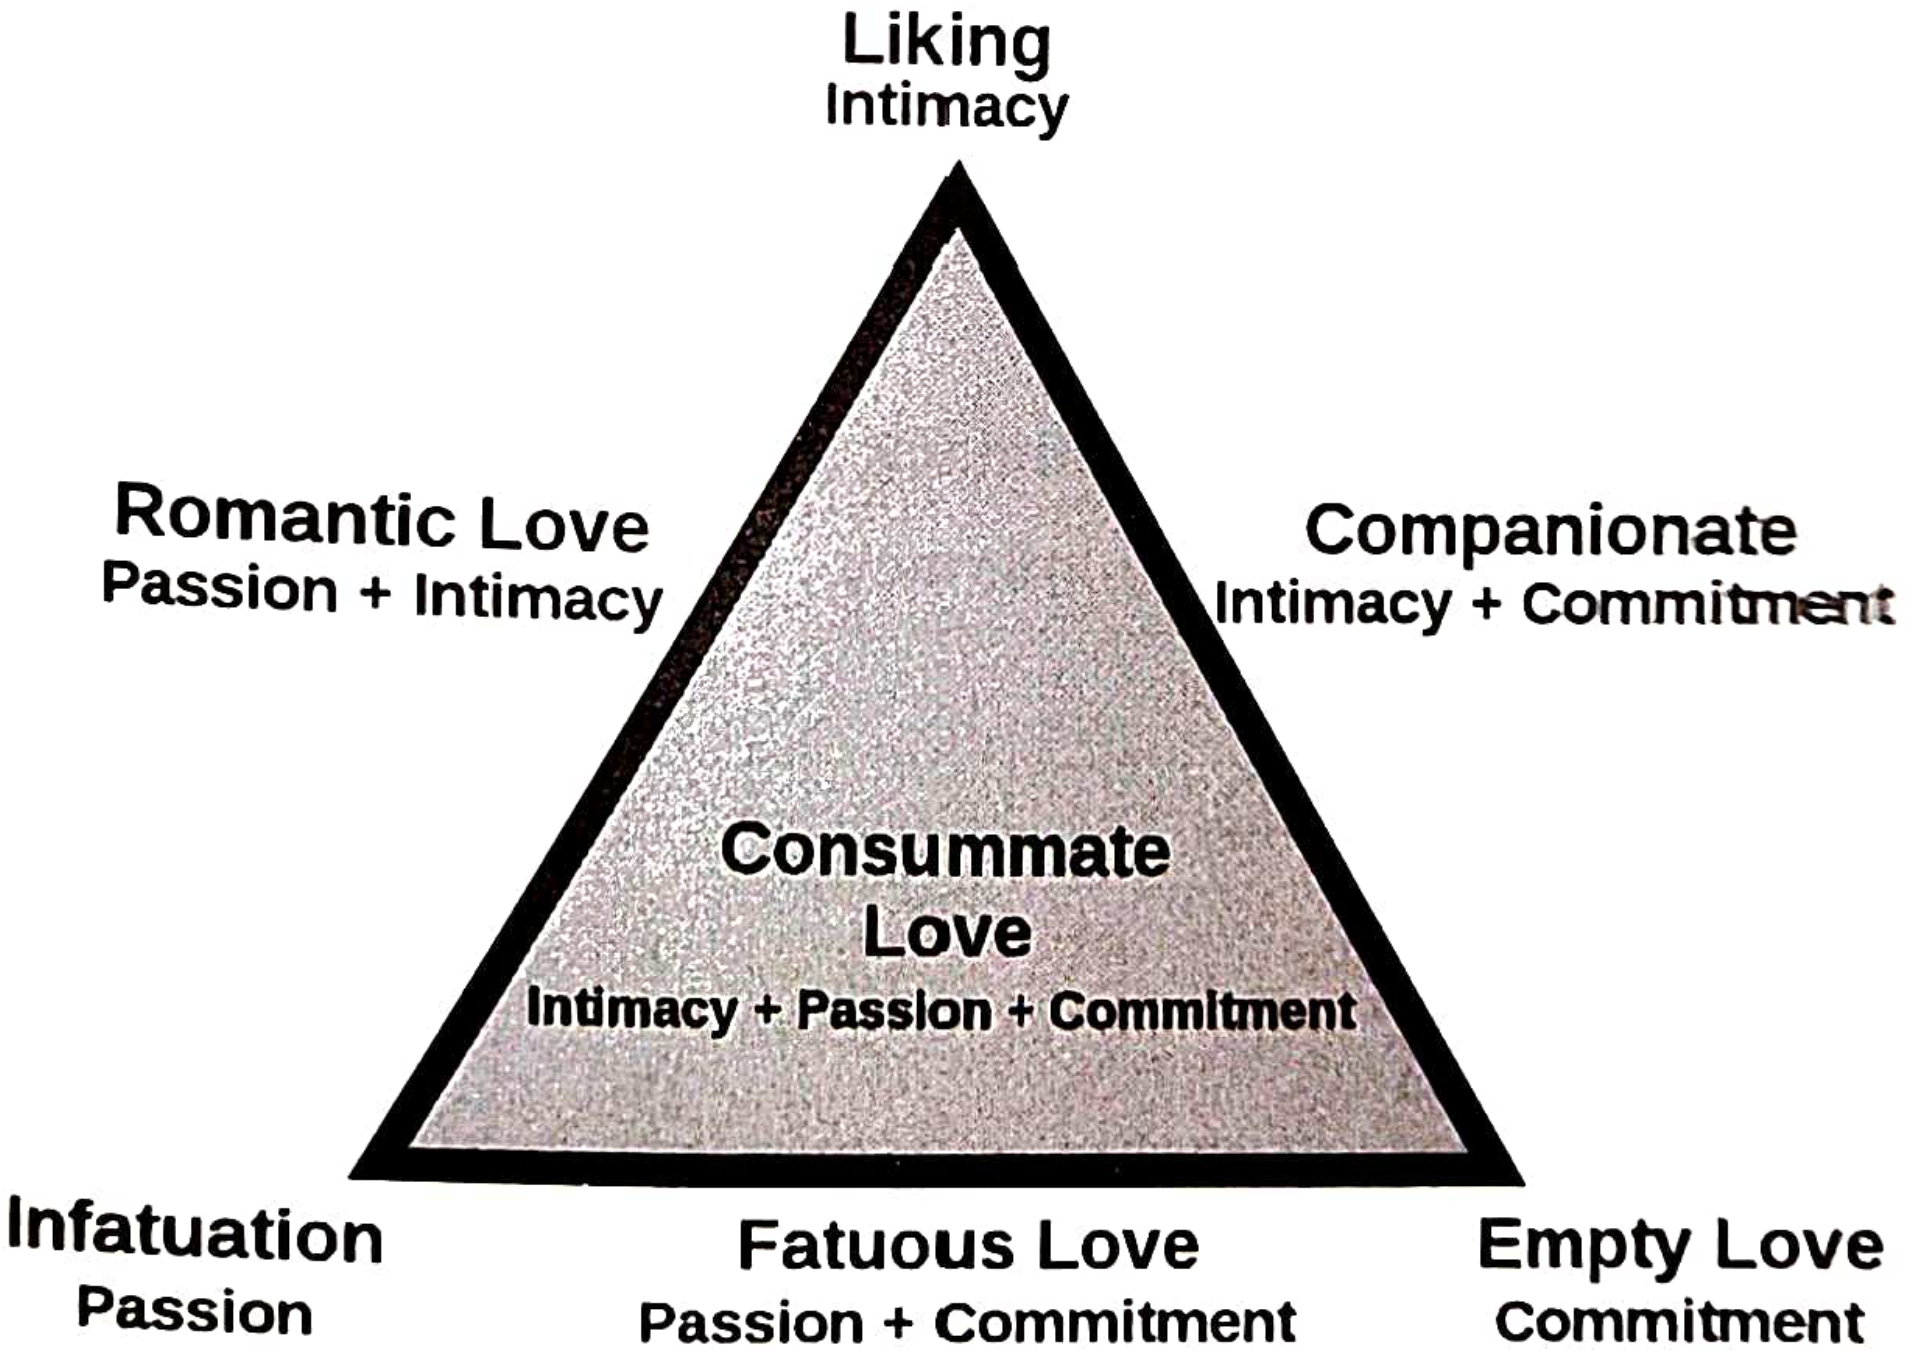 Liking
Intimacy
Romantic Love
Passion + Intimacy
Companionate
Intimacy + Commitment
Consummate
Love
Intimacy + Passion + Commitment
Infatuation
Passion
Fatuous Love
Passion + Commitment
Empty Love
Commitment